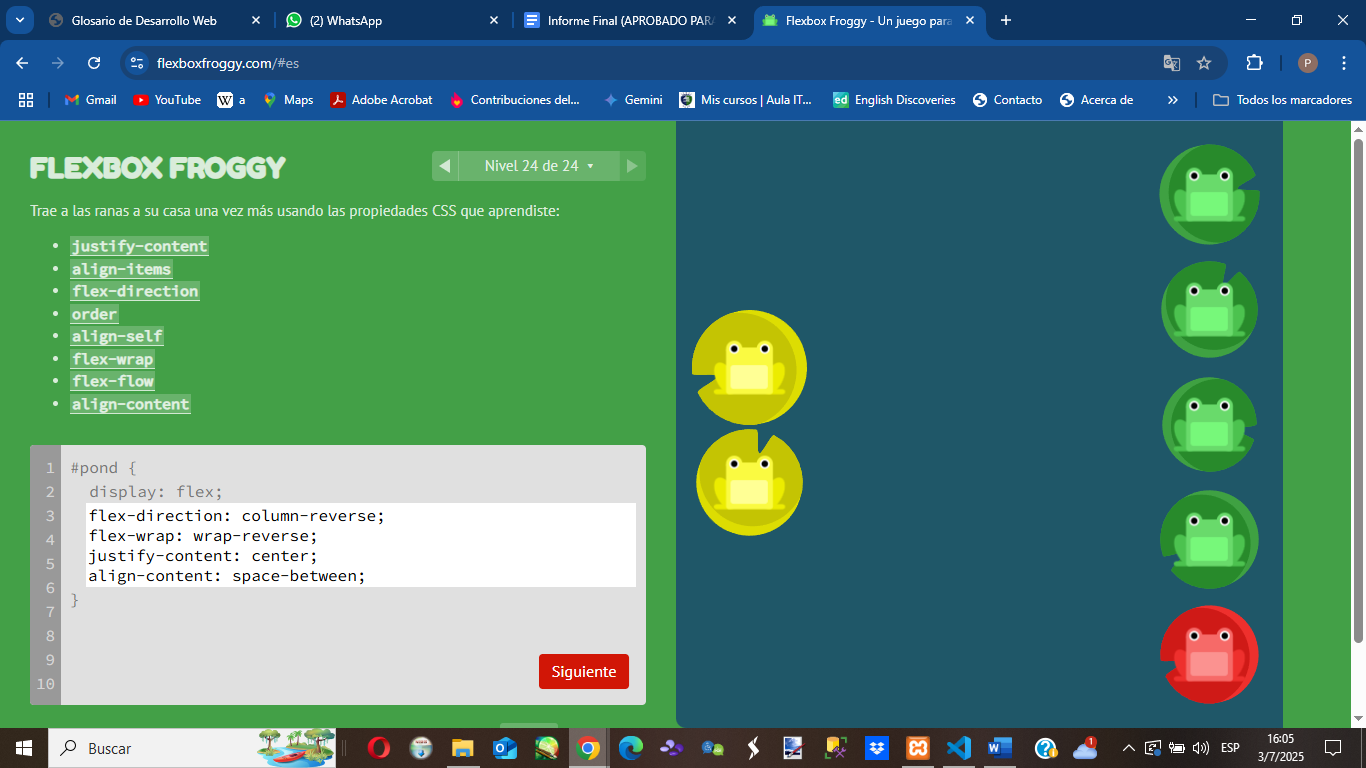 Glosario de Desarrollo Web
(2) WhatsApp
Informe Final (APROBADO PARA
Flexbox Froggy - Un juego para
flexboxfroggy.com/#es
P
Gmail
YouTube
W a
Maps
Adobe Acrobat
Contribuciones del...
Gemini
Mis cursos | Aula IT...
ed English Discoveries
Contacto
Acerca de
»
Todos los marcadores
FLEXBOX FROGGY
Nivel 24 de 24
Trae a las ranas a su casa una vez más usando las propiedades CSS que aprendiste:
• justify-content
• align-items
• flex-direction
• order
• align-self
• flex-wrap
• flex-flow
• align-content
1 #pond {
2 display: flex;
3 flex-direction: column-reverse;
4 flex-wrap: wrap-reverse;
5 justify-content: center;
6 align-content: space-between;
7 }
8
9
10
Siguiente
Buscar
1
ESP
16:05
3/7/2025